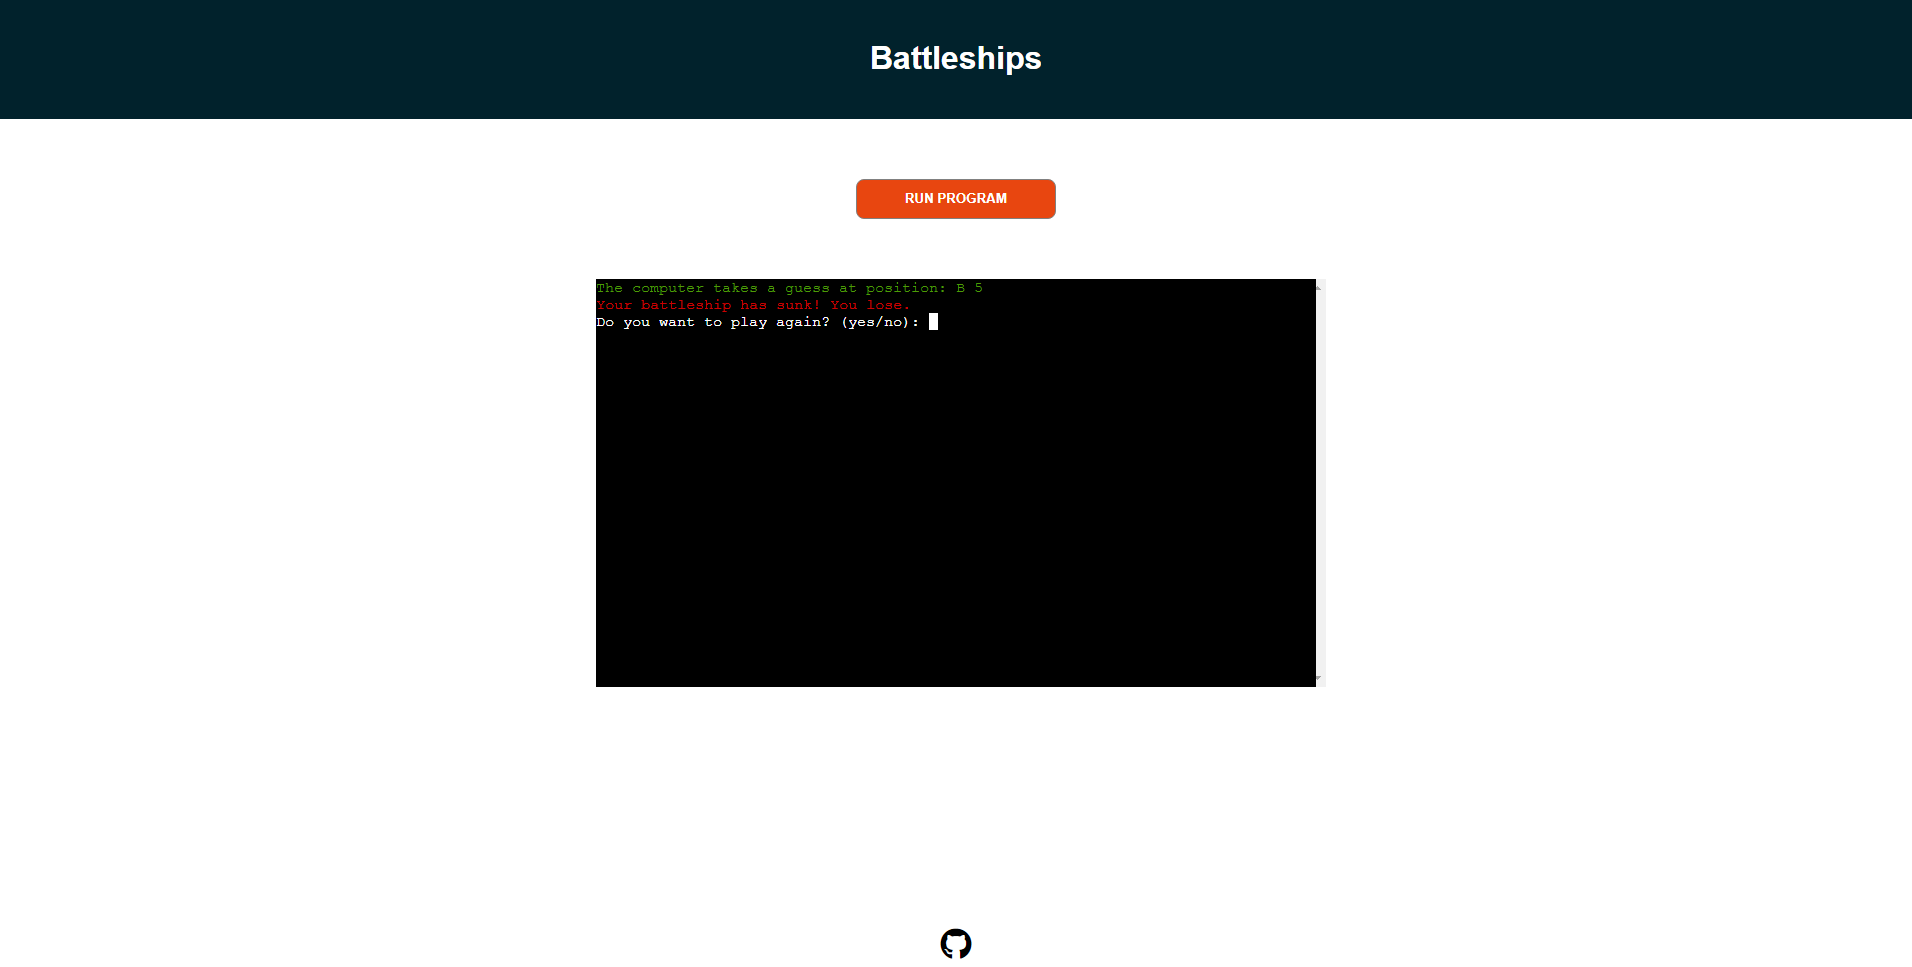 Battleships
RUN PROGRAM
The computer takes a guess at position: B 5
Your battleship has sunk! You lose.
Do you want to play again? (yes/no):